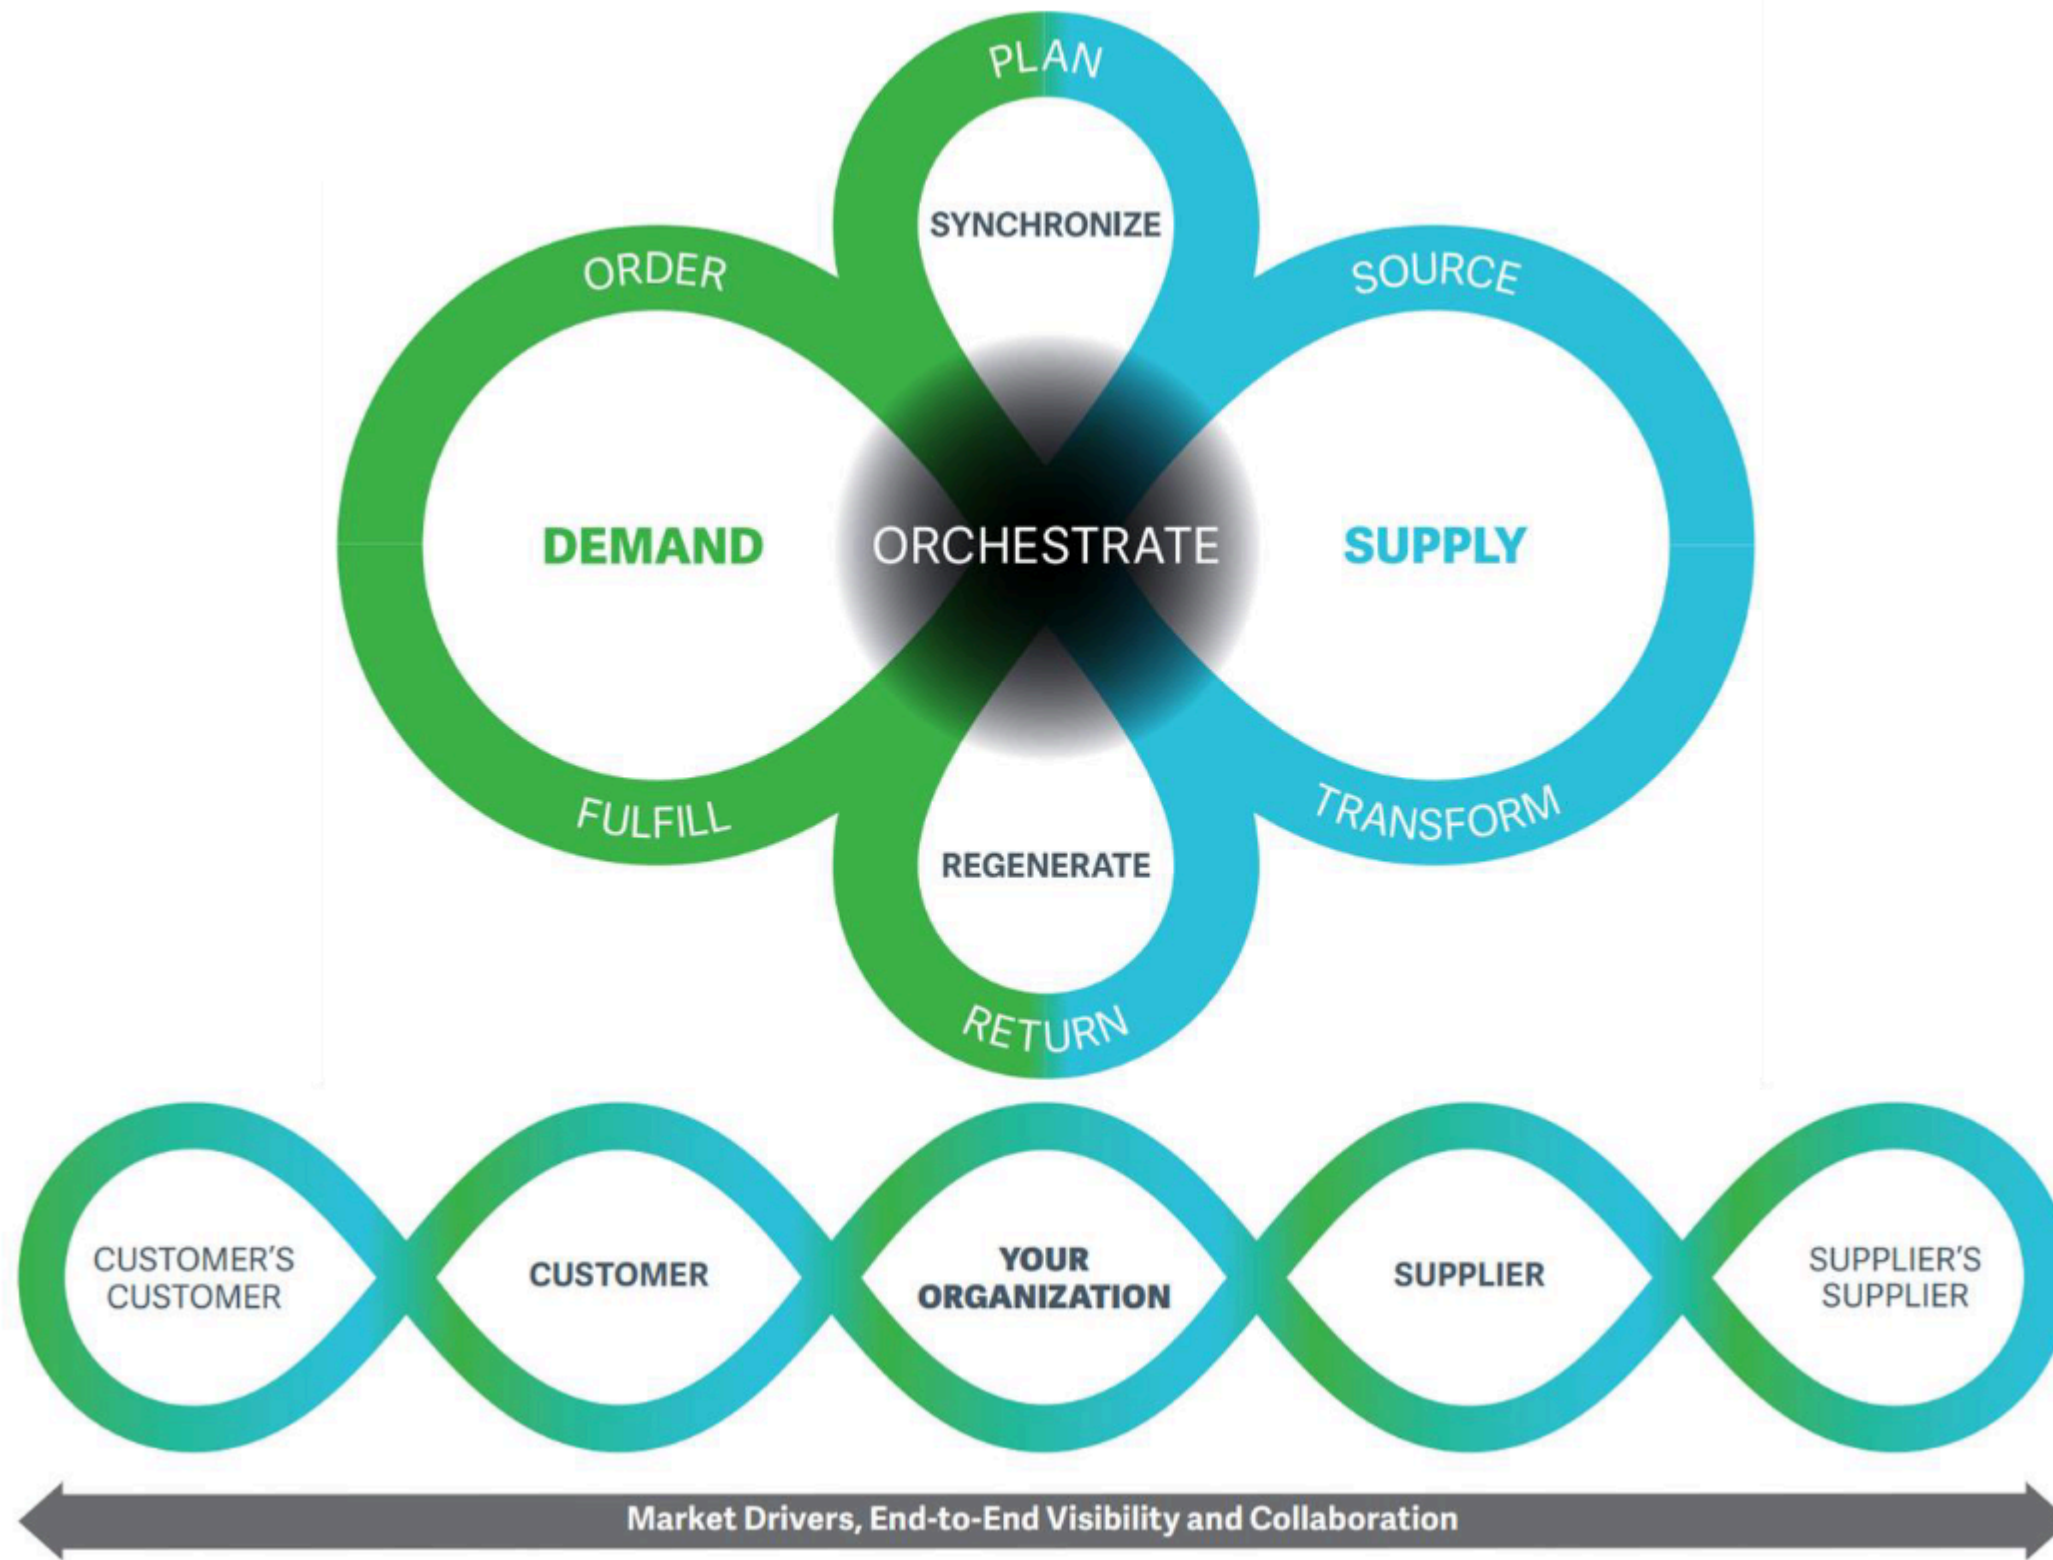 PLAN
SYNCHRONIZE
ORDER
SOURCE
DEMAND
ORCHESTRATE
SUPPLY
FULFILL
TRANSFORM
REGENERATE
RETURN
CUSTOMER'S
CUSTOMER
CUSTOMER
YOUR
ORGANIZATION
SUPPLIER
SUPPLIER'S
SUPPLIER
Market Drivers, End-to-End Visibility and Collaboration